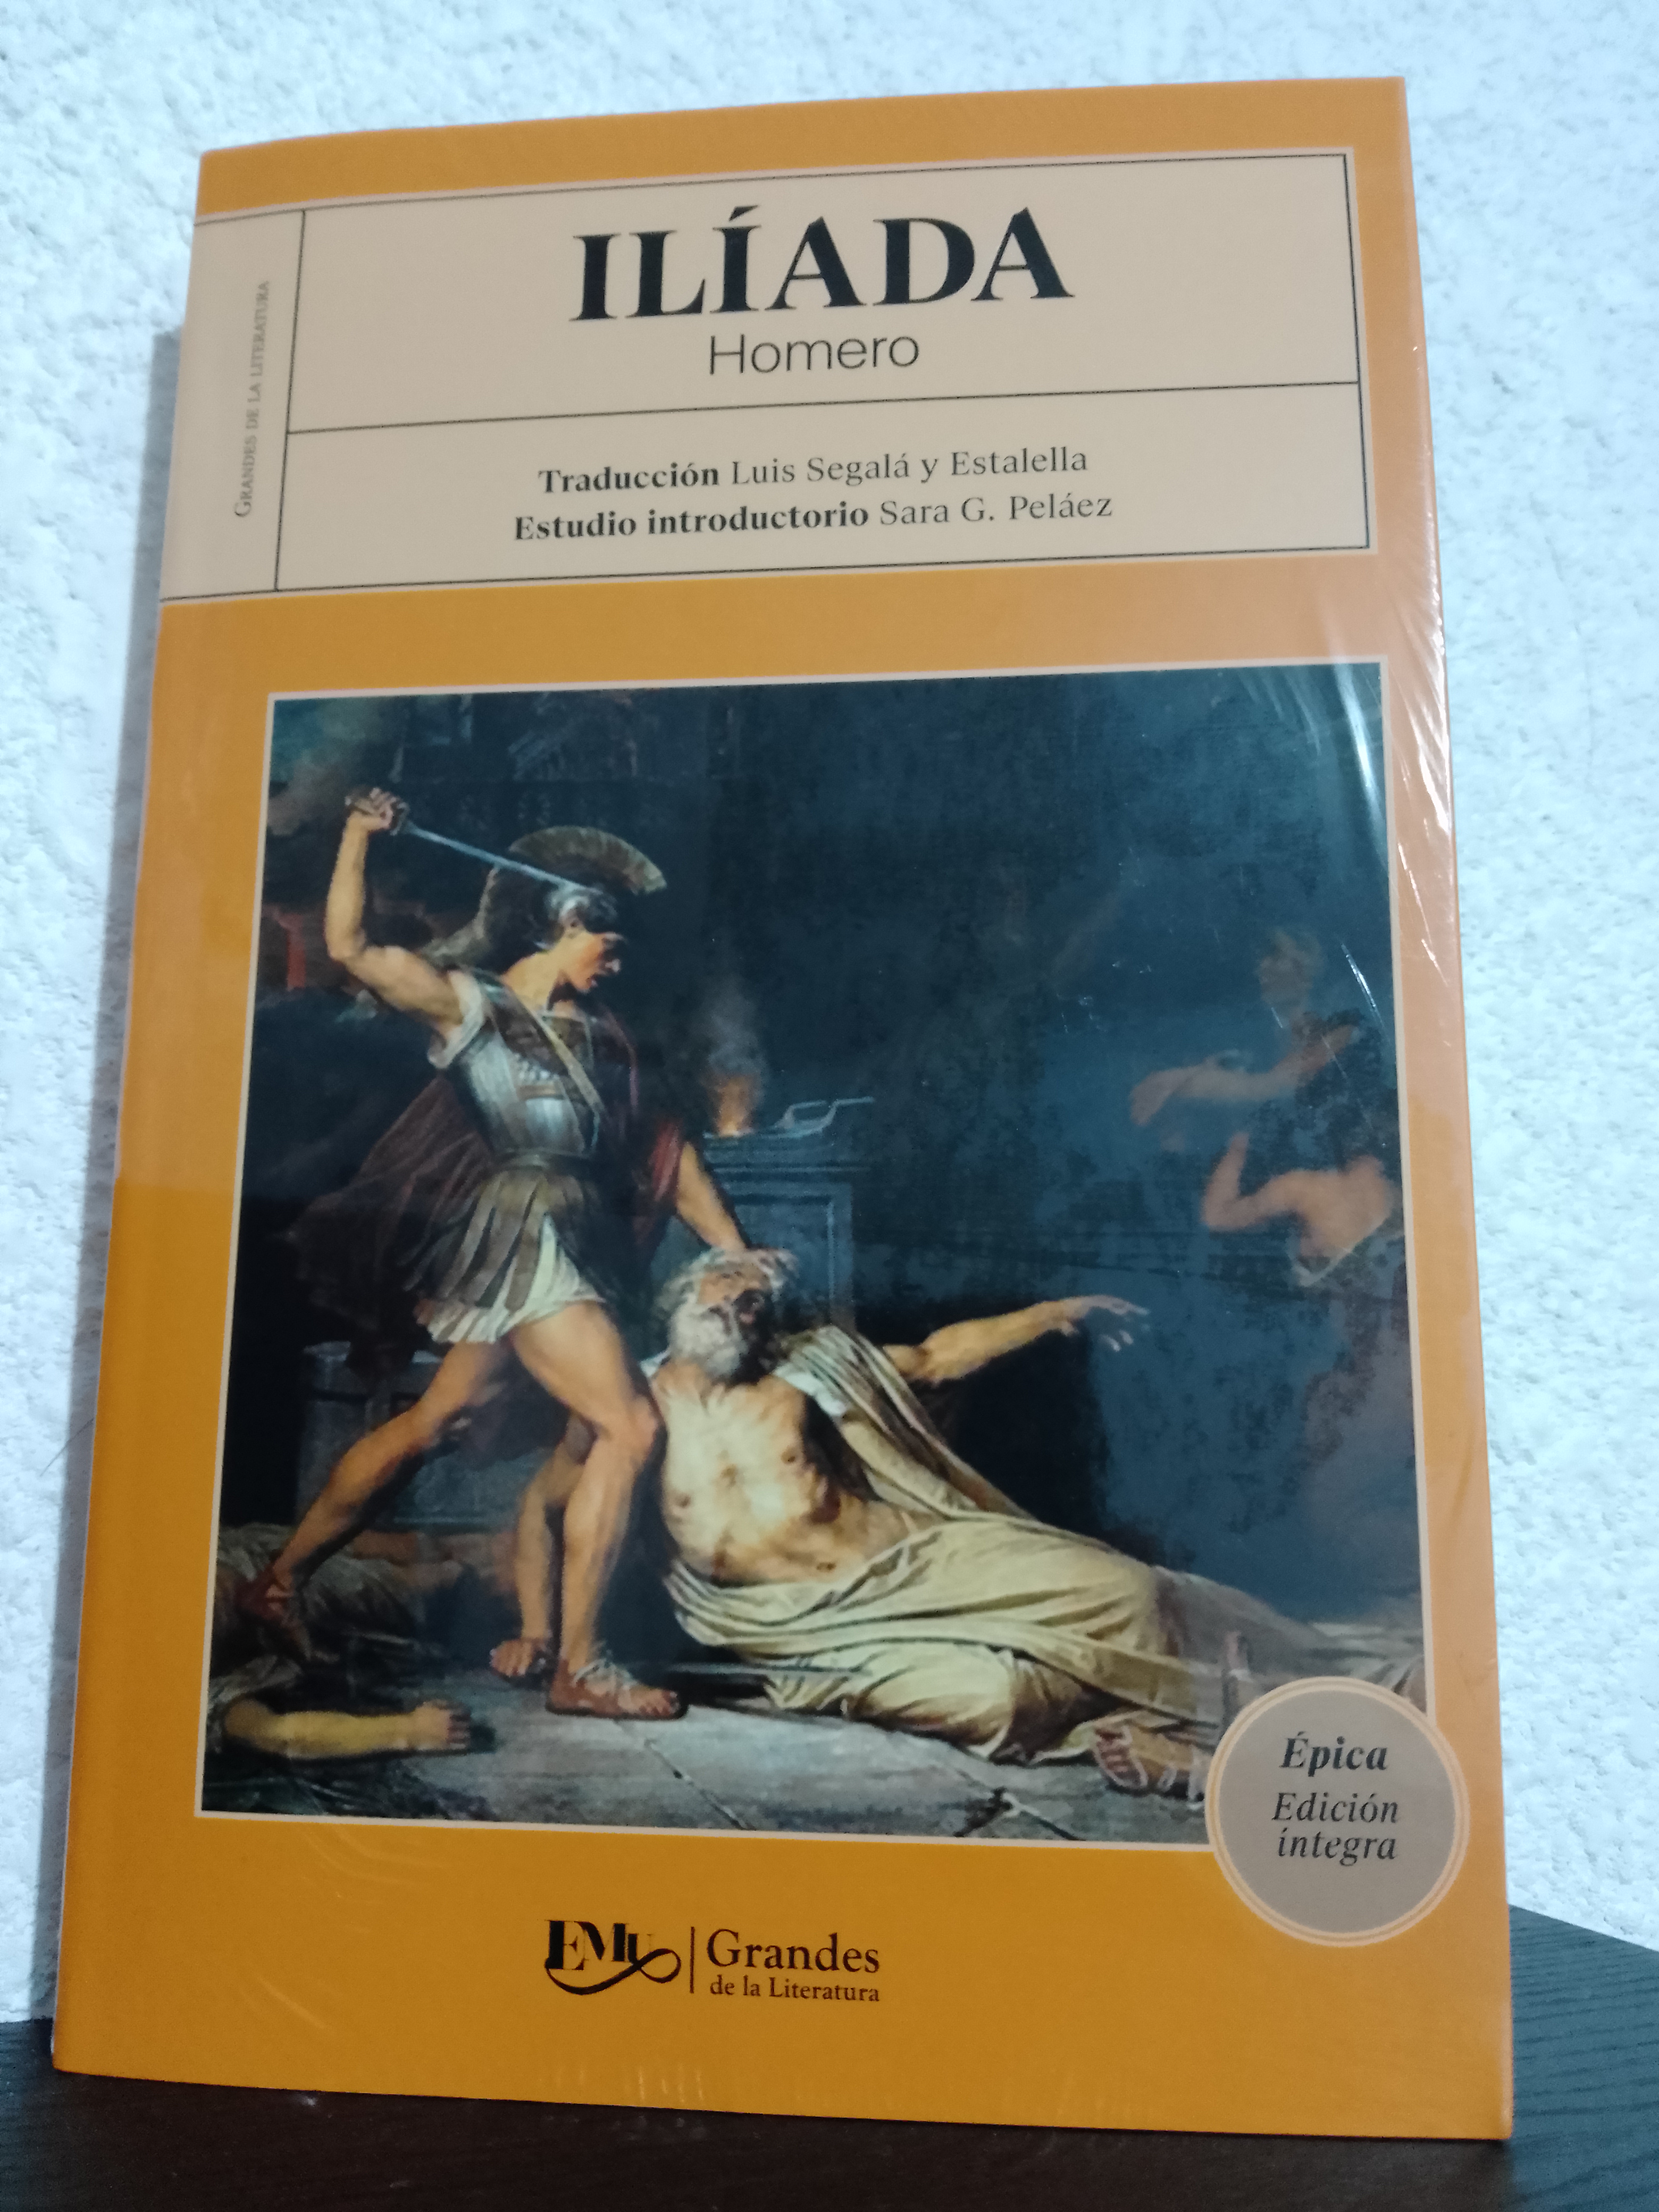 GRANDES DE LA LITERATURA
ILÍADA
Homero
Traducción Luis Segalá y Estalella
Estudio introductorio Sara G. Peláez
Épica
Edición
íntegra
EMU
Grandes
de la Literatura